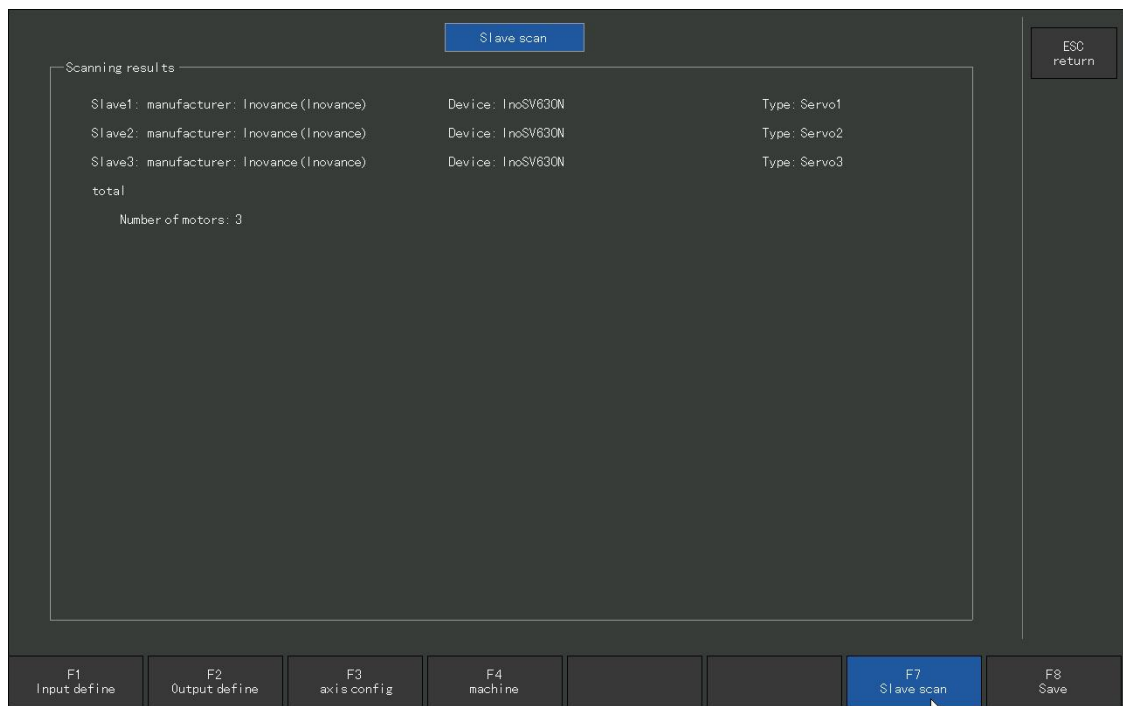 Slave scan
ESC
return
Scanning results
Slave1: manufacturer: Inovance(Inovance) Device: InoSV630N Type: Servo1
Slave2: manufacturer: Inovance(Inovance) Device: InoSV630N Type: Servo2
Slave3: manufacturer: Inovance(Inovance) Device: InoSV630N Type: Servo3
total
Number of motors: 3
F1
Input define
F2
Output define
F3
axis config
F4
machine
F7
Slave scan
F8
Save